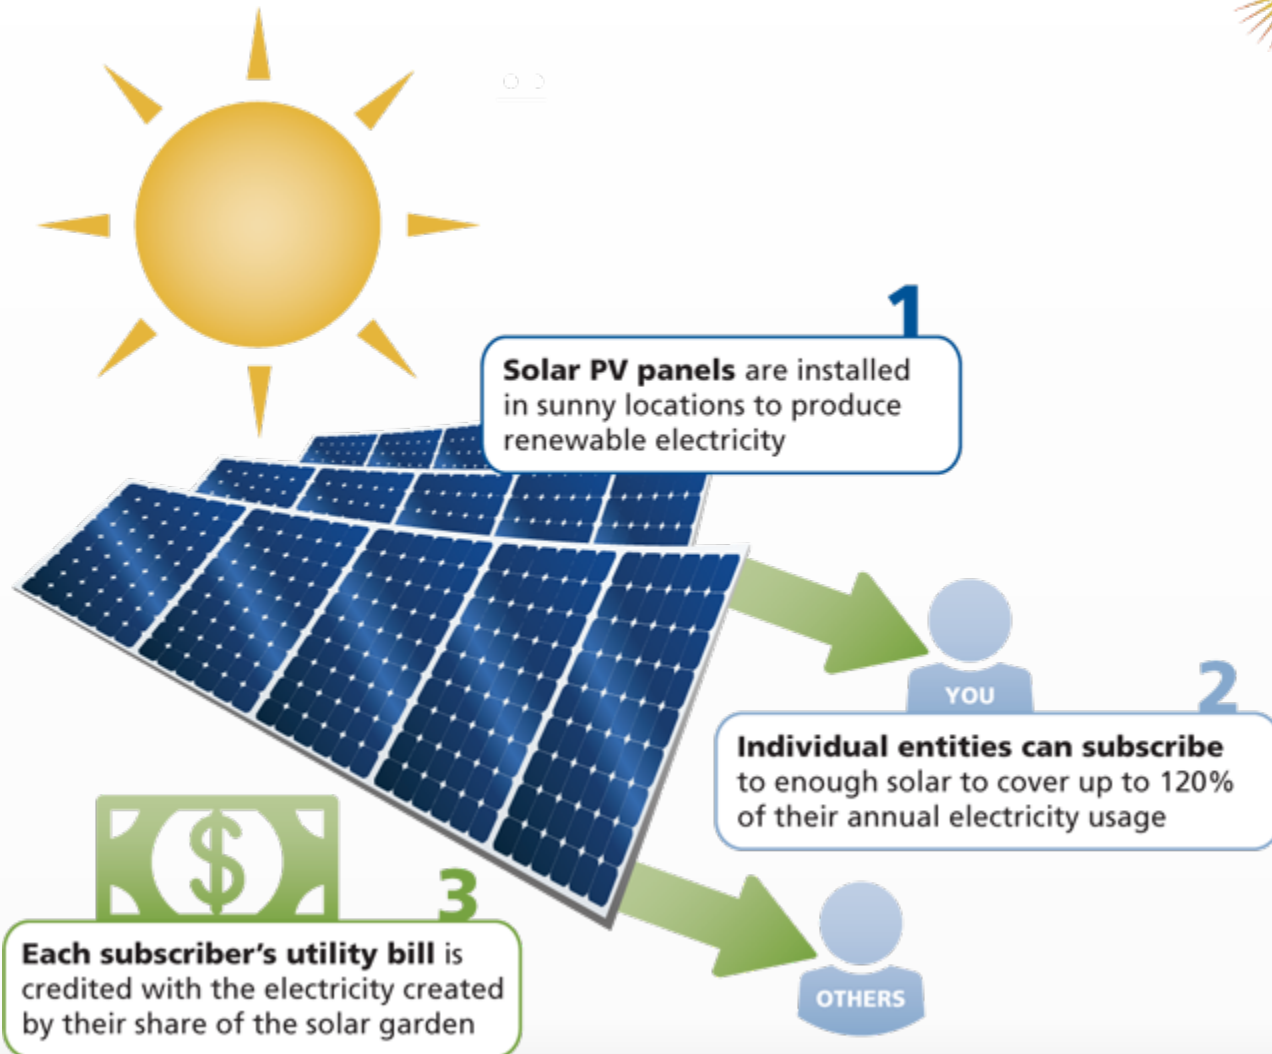 1
Solar PV panels are installed
in sunny locations to produce
renewable electricity
YOU
2
Individual entities can subscribe
to enough solar to cover up to 120%
of their annual electricity usage
$
3
Each subscriber's utility bill is
credited with the electricity created
by their share of the solar garden
OTHERS